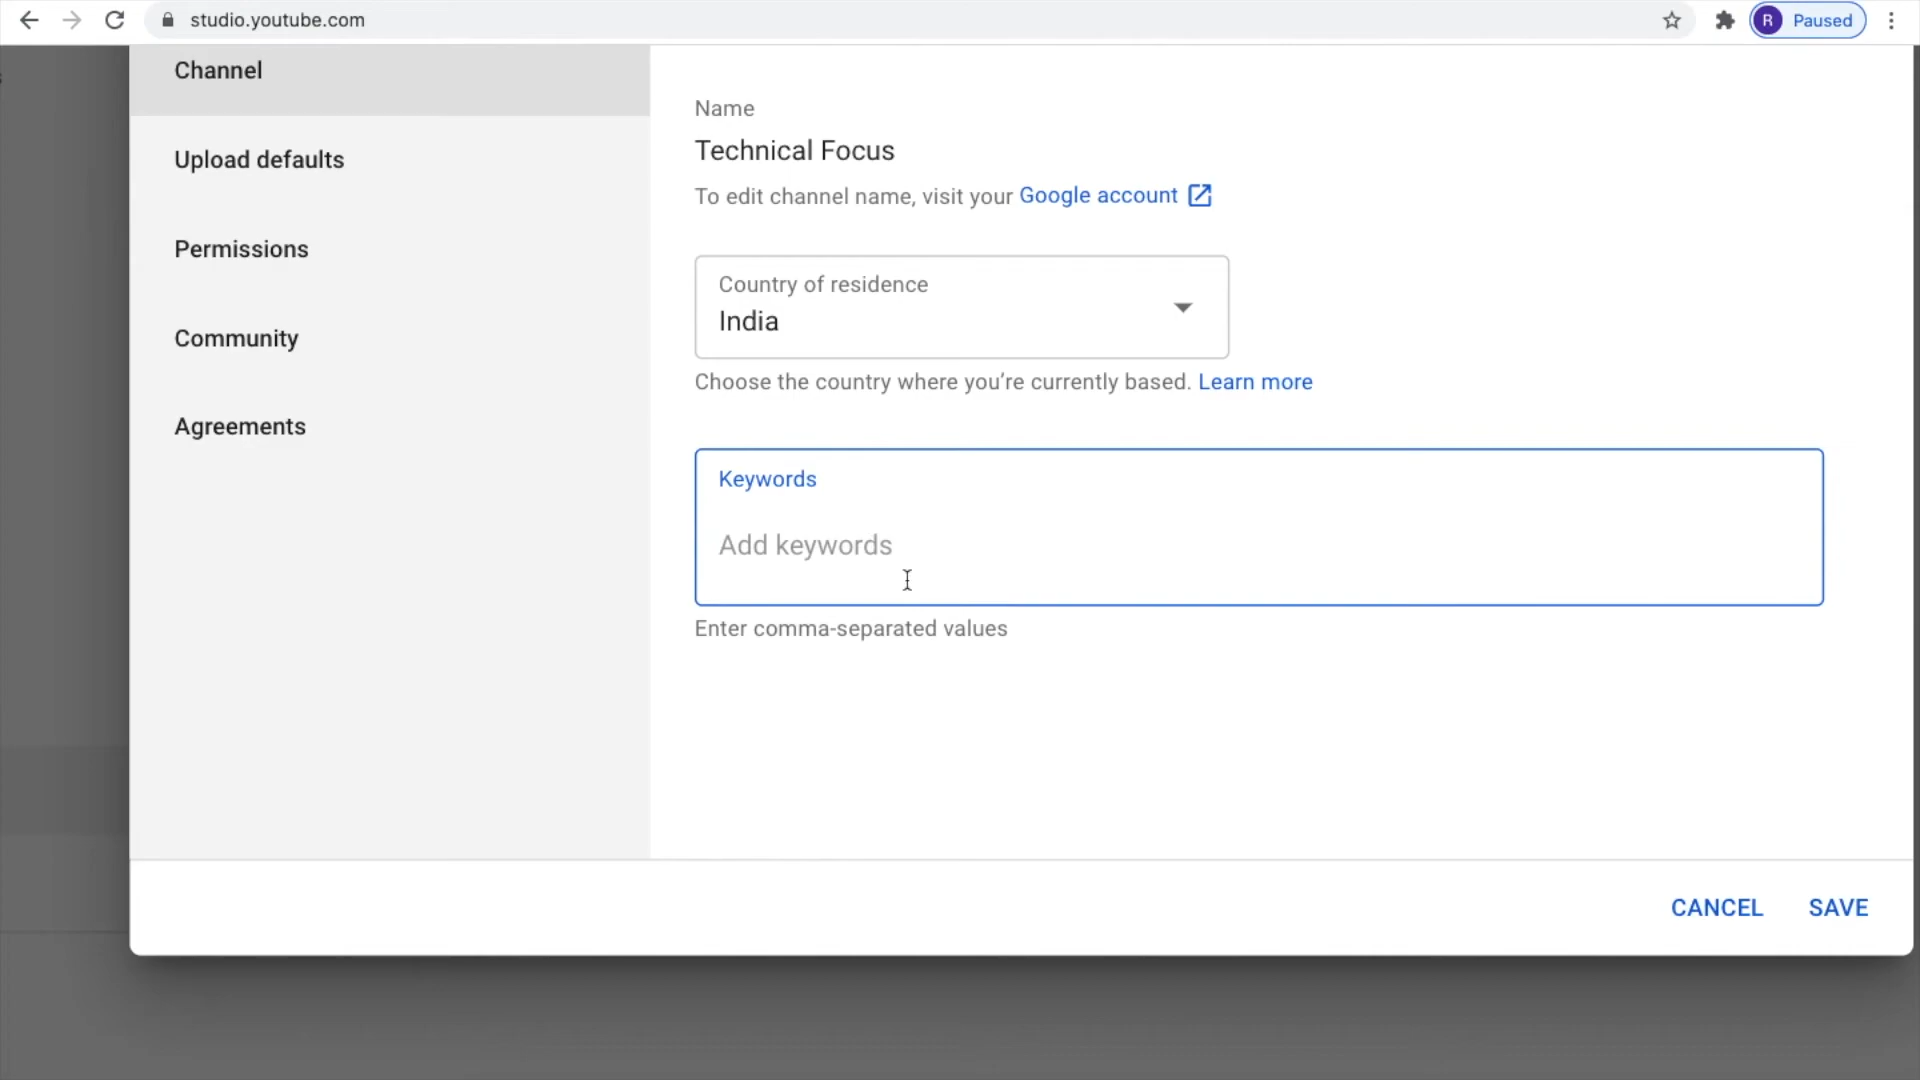 studio.youtube.com
R
Paused
Channel
Upload defaults
Permissions
Community
Agreements
Name
Technical Focus
To edit channel name, visit your Google account
Country of residence
India
Choose the country where you’re currently based. Learn more
Keywords
Add keywords
Enter comma-separated values
CANCEL
SAVE